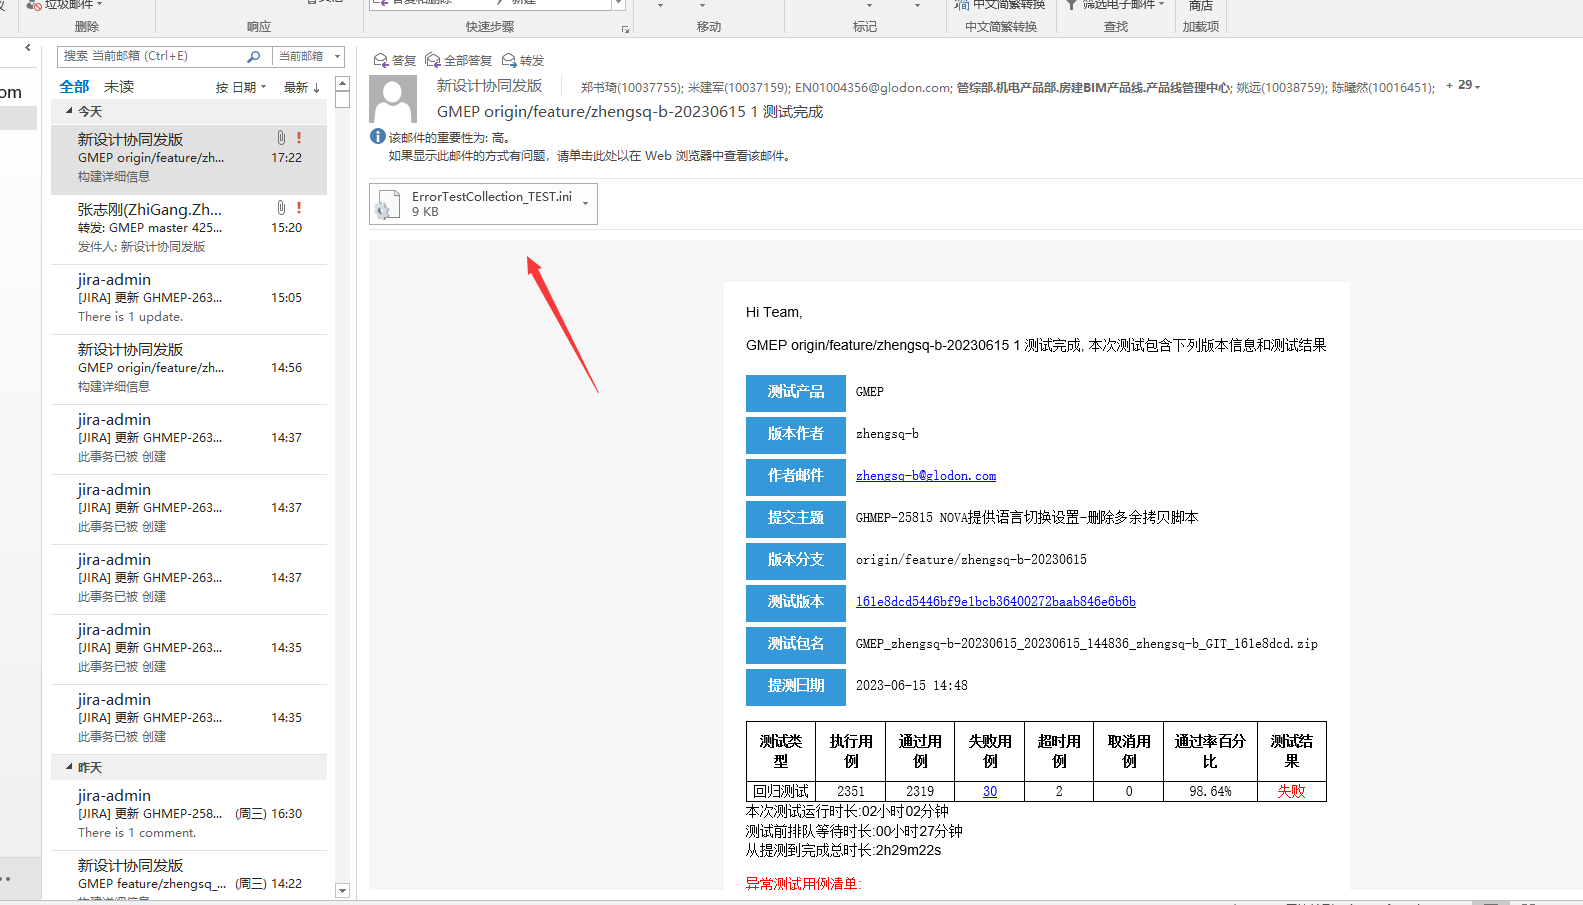 垃圾邮件
删除
响应
快速步骤
移动
标记
中文简繁转换
中文简繁转换
筛选电子邮件
查找
商店
加载项
搜索 当前邮箱 (Ctrl+E)
当前邮箱
全部 未读
按 日期 最新 ↓
om
今天
新设计协同发版
GMEP origin/feature/zh... 17:22
构建详细信息
张志刚(ZhiGang.Zh...
转发: GMEP master 425... 15:20
发件人: 新设计协同发版
jira-admin
[JIRA] 更新 GHMEP-263... 15:05
There is 1 update.
新设计协同发版
GMEP origin/feature/zh... 14:56
构建详细信息
jira-admin
[JIRA] 更新 GHMEP-263... 14:37
此事务已被 创建
jira-admin
[JIRA] 更新 GHMEP-263... 14:37
此事务已被 创建
jira-admin
[JIRA] 更新 GHMEP-263... 14:37
此事务已被 创建
jira-admin
[JIRA] 更新 GHMEP-263... 14:35
此事务已被 创建
jira-admin
[JIRA] 更新 GHMEP-263... 14:35
此事务已被 创建
昨天
jira-admin
[JIRA] 更新 GHMEP-258... (周三) 16:30
There is 1 comment.
新设计协同发版
GMEP feature/zhengsq_... (周三) 14:22
答复 全部答复 转发
新设计协同发版 郑书琦(10037755); 米建军(10037159); EN01004356@glodon.com; 管综部.机电产品部.房建BIM产品线.产品线管理中心; 姚远(10038759); 陈曦然(10016451); + 29
GMEP origin/feature/zhengsq-b-20230615 1 测试完成
该邮件的重要性为: 高。
如果显示此邮件的方式有问题，请单击此处以在 Web 浏览器中查看该邮件。
ErrorTestCollection_TEST.ini
9 KB
Hi Team,
GMEP origin/feature/zhengsq-b-20230615 1 测试完成, 本次测试包含下列版本信息和测试结果
测试产品 GMEP
版本作者 zhengsq-b
作者邮件 zhengsq-b@glodon.com
提交主题 GHMEP-25815 NOVA提供语言切换设置-删除多余拷贝脚本
版本分支 origin/feature/zhengsq-b-20230615
测试版本 161e8dcd5446bf9e1bcb36400272baab846e6b6b
测试包名 GMEP_zhengsq-b-20230615_20230615_144836_zhengsq-b_GIT_161e8dcd.zip
提测日期 2023-06-15 14:48
测试类型 执行用例 通过用例 失败用例 超时用例 取消用例 通过率百分比 测试结果
回归测试 2351 2319 30 2 0 98.64% 失败
本次测试运行时长:02小时02分钟
测试前排队等待时长:00小时27分钟
从提测到完成总时长:2h29m22s
异常测试用例清单: